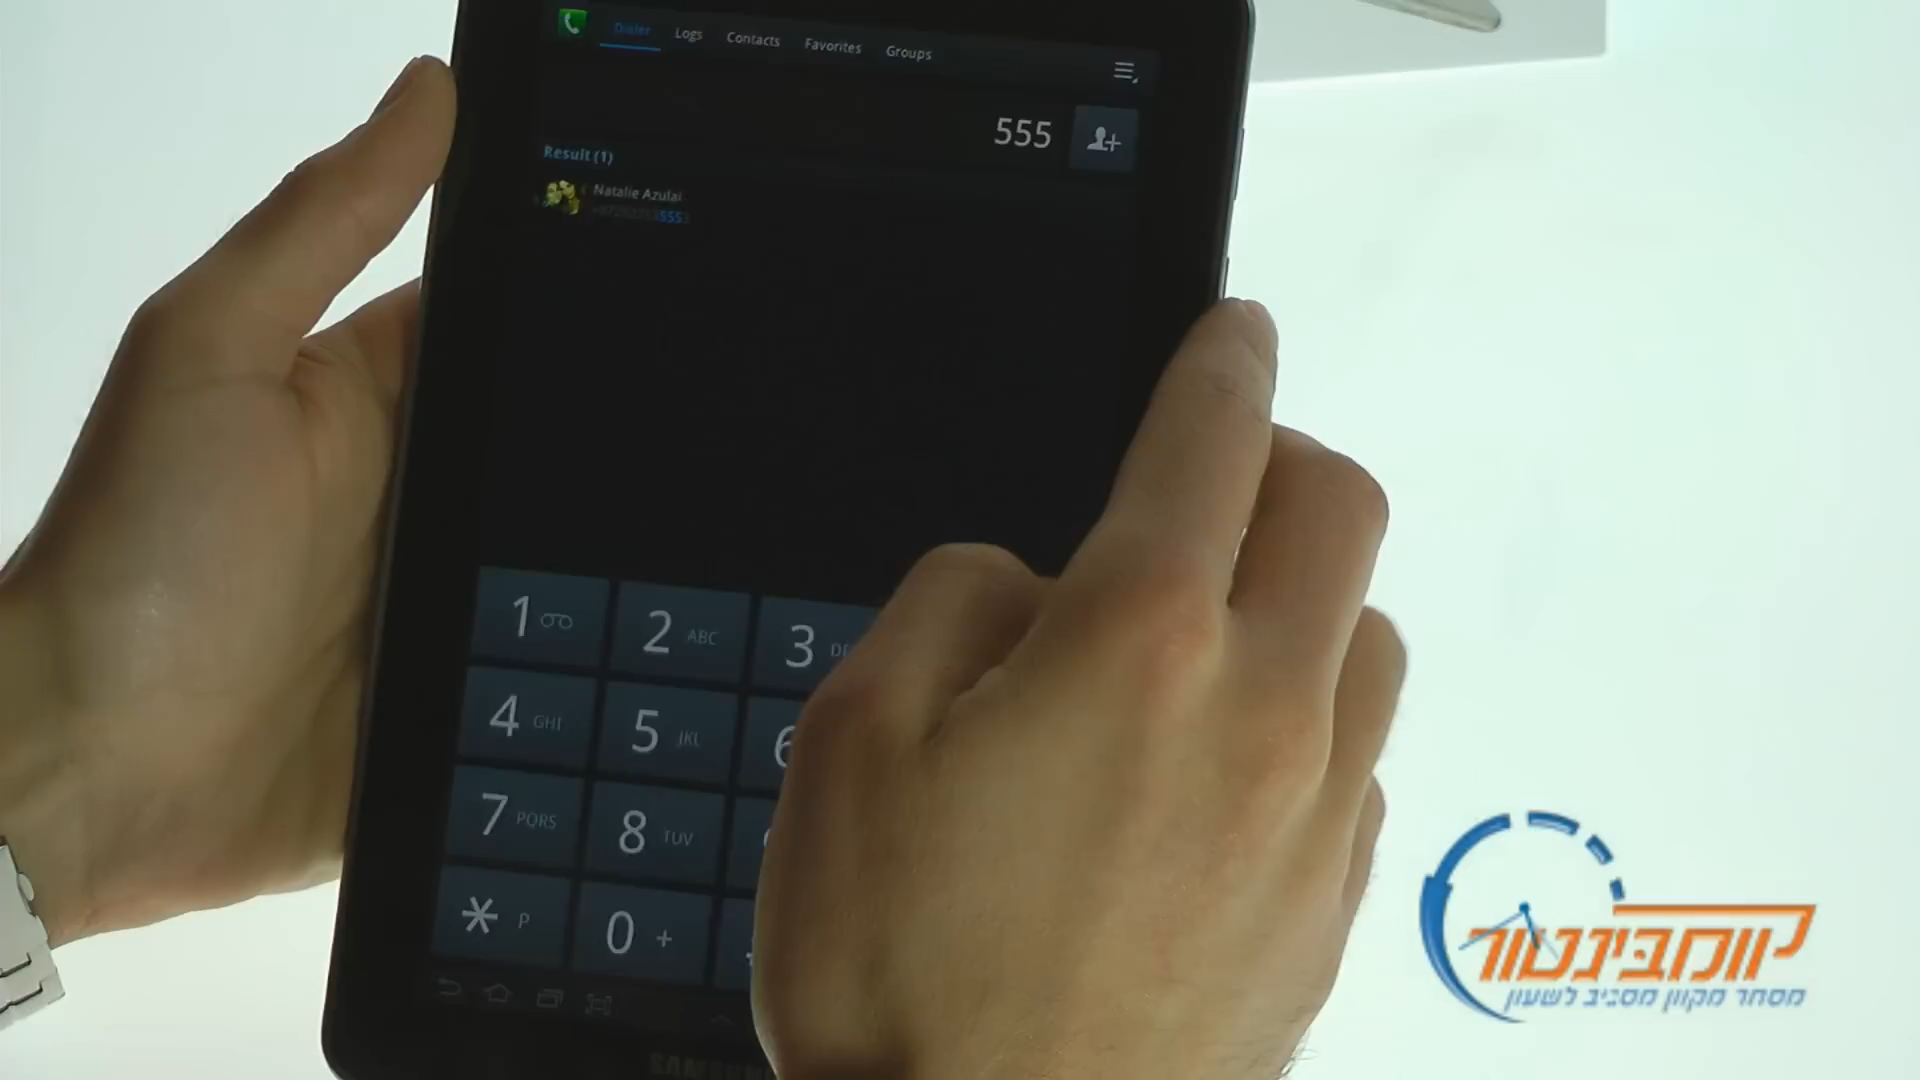 Dialer Logs Contacts Favorites Groups
555
Result (1)
Natalie Azulai
1 2 ABC 3
4 GHI 5 JKL
7 PQRS 8 TUV
* P 0 +
SAMSUNG
קומבינטור
מסחר מקוון מסביב לשעון